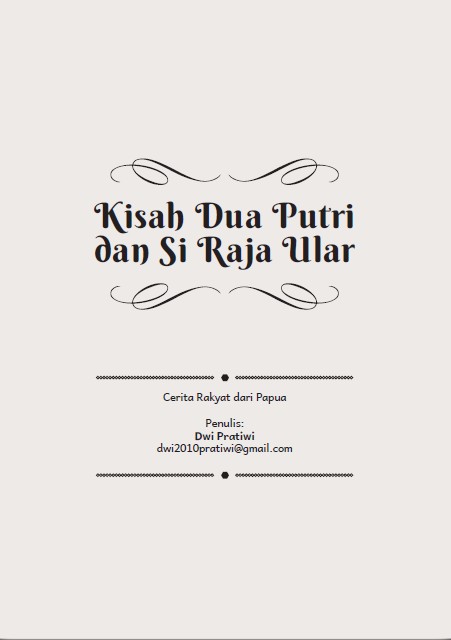 Kisah Dua Putri
dan Si Raja Ular
Cerita Rakyat dari Papua
Penulis:
Dwi Pratiwi
dwi2010pratiwi@gmail.com